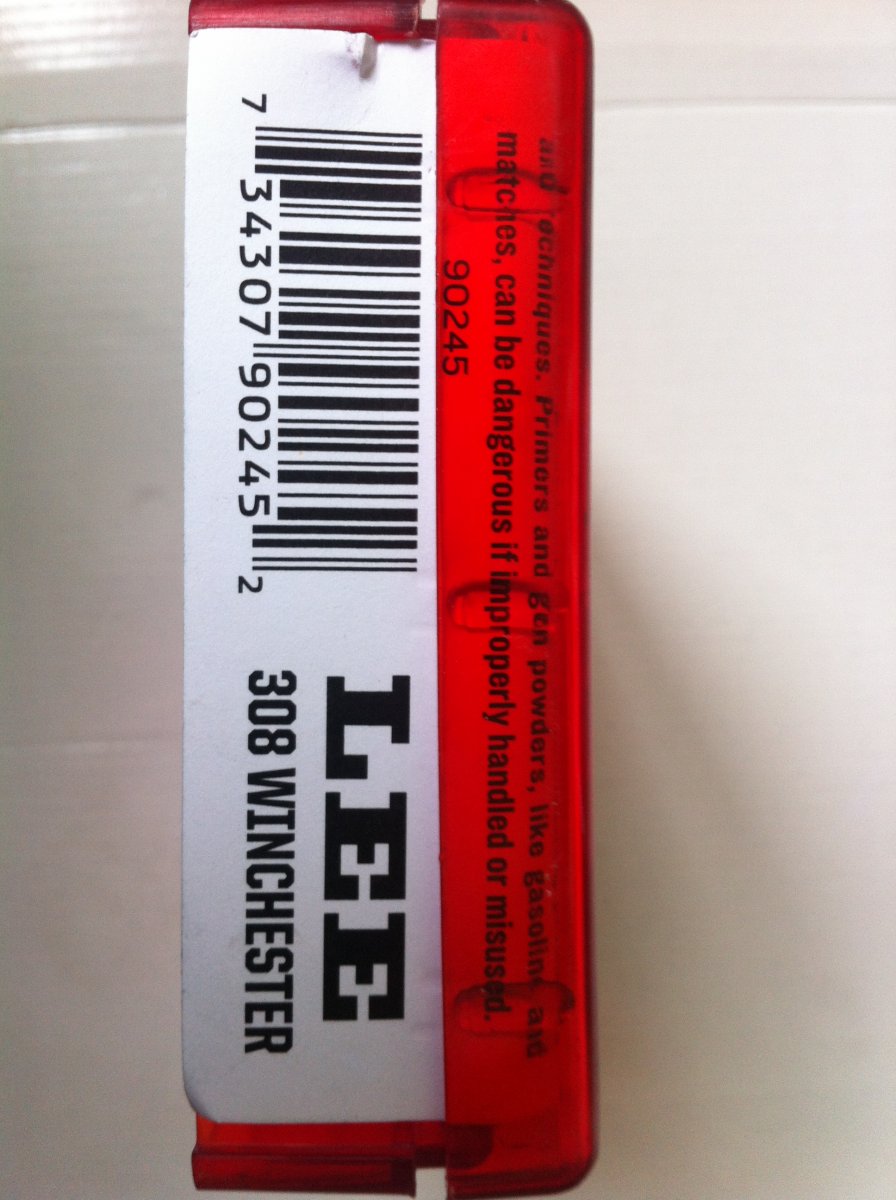 and techniques. Primers and gun powders, like gasoline and
matches, can be dangerous if improperly handled or misused.
90245
7 34307 90245 2
LEE
308 WINCHESTER